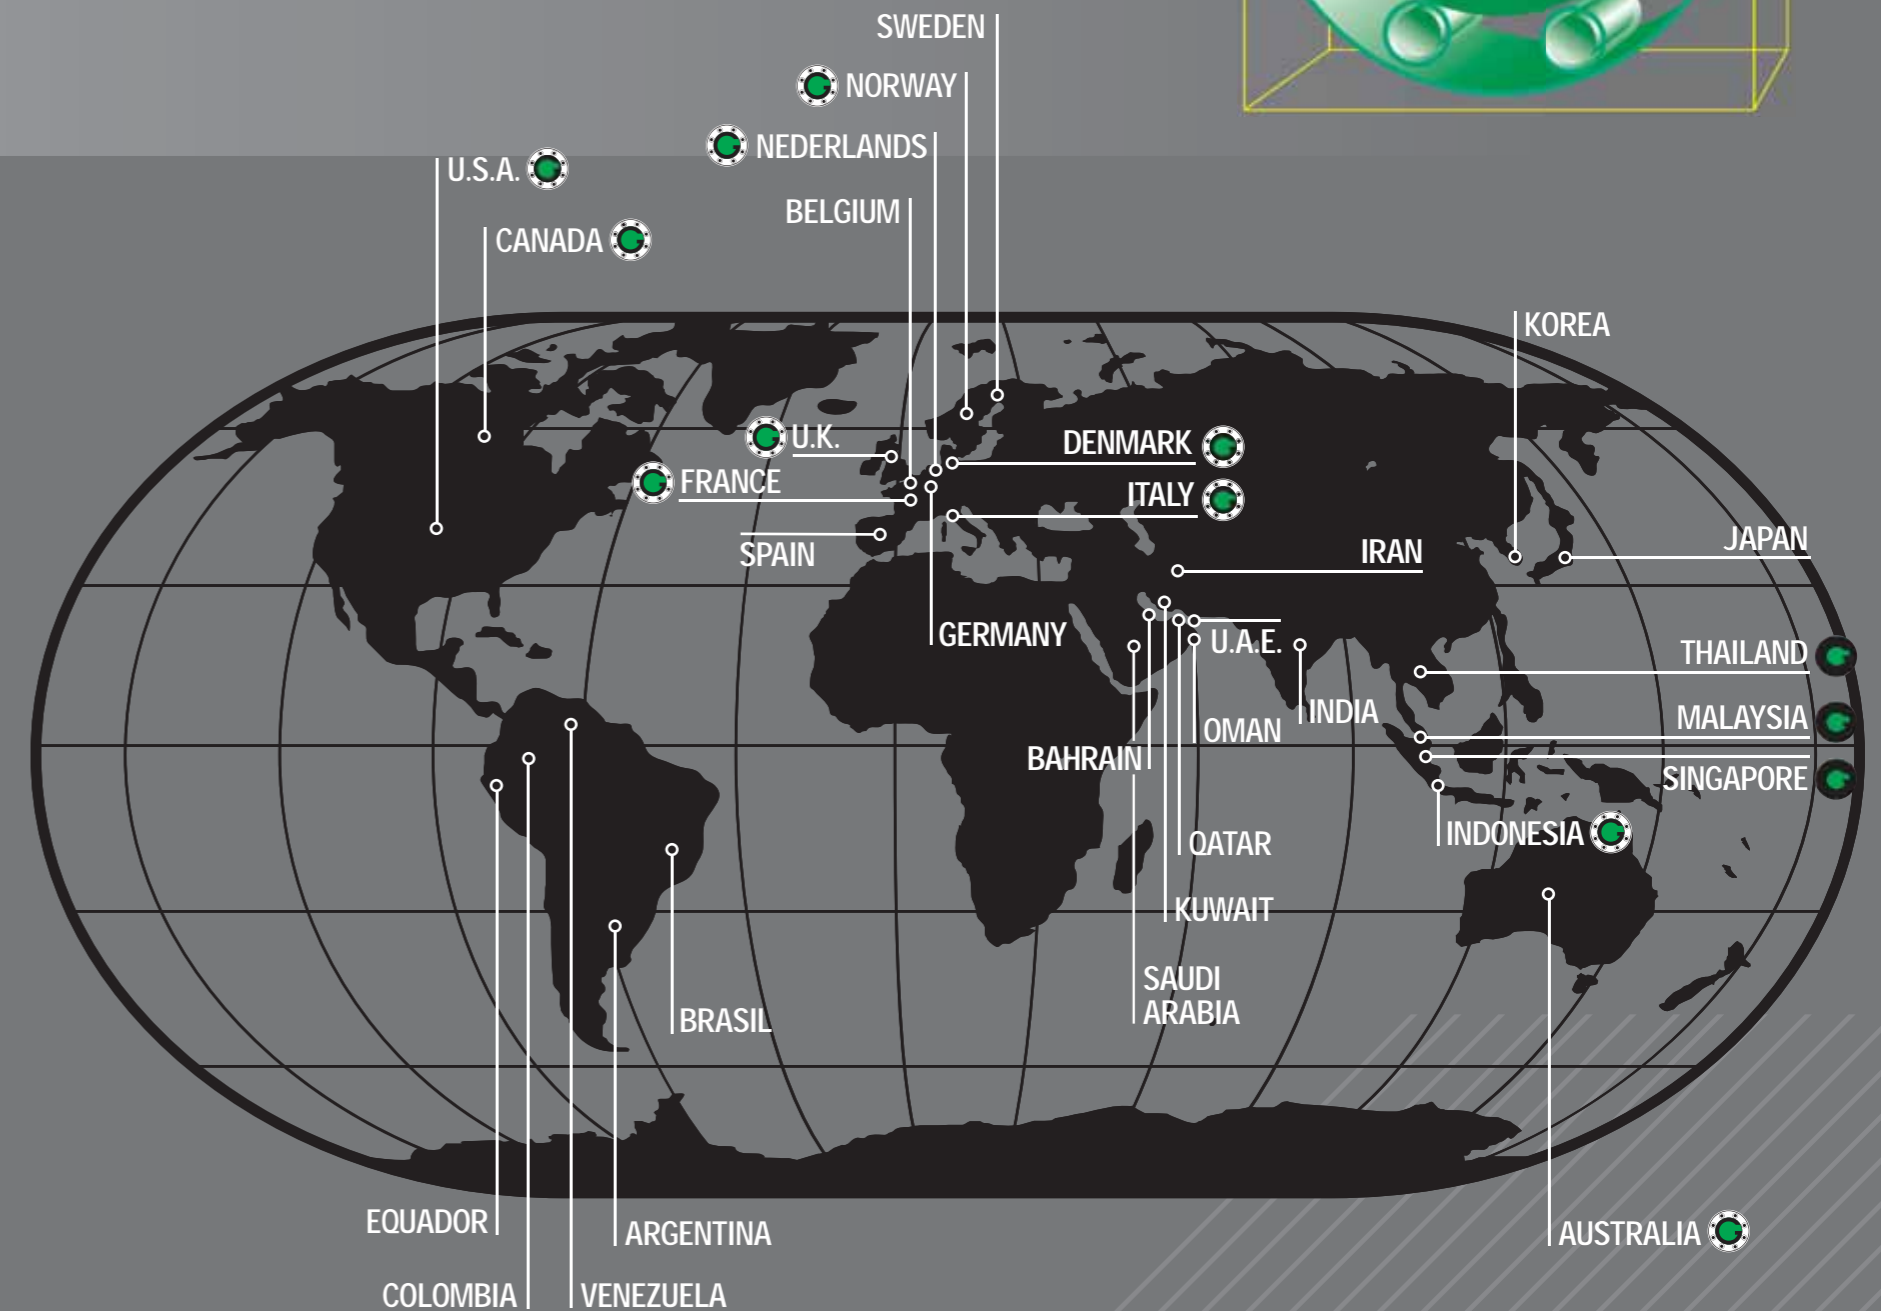 SWEDEN
NORWAY
NEDERLANDS
U.S.A.
BELGIUM
CANADA
KOREA
U.K.
DENMARK
FRANCE
ITALY
SPAIN
IRAN
JAPAN
GERMANY
U.A.E.
THAILAND
INDIA
MALAYSIA
OMAN
BAHRAIN
SINGAPORE
INDONESIA
QATAR
KUWAIT
SAUDI
ARABIA
BRASIL
EQUADOR
ARGENTINA
AUSTRALIA
COLOMBIA
VENEZUELA